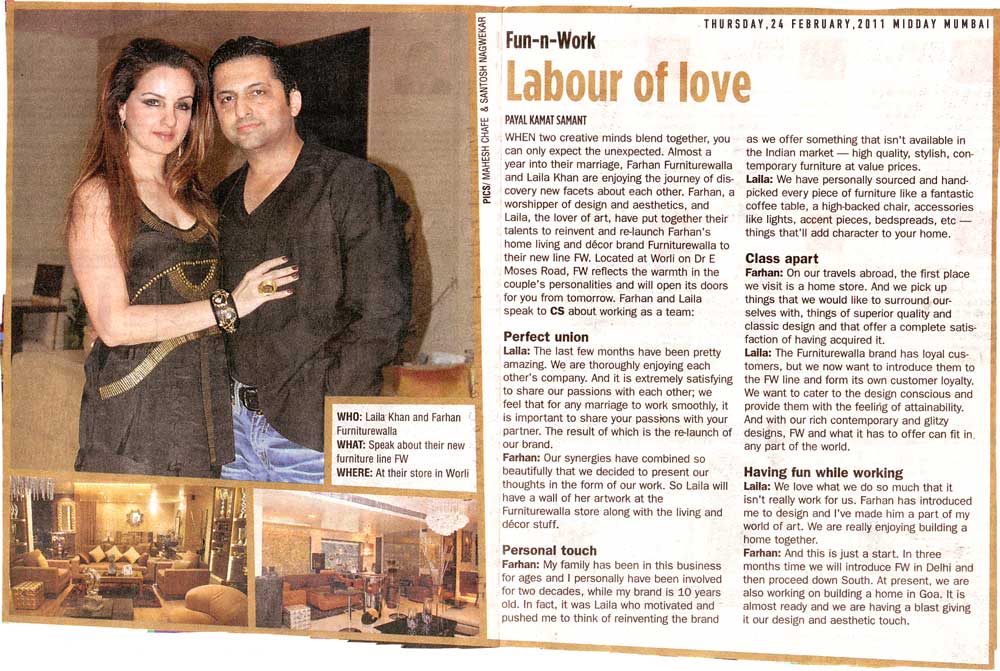 THURSDAY,24 FEBRUARY,2011 MIDDAY MUMBAI
PICS/ MAHESH CHAFE & SANTOSH NAGWEKAR
WHO: Laila Khan and Farhan
Furniturewalla
WHAT: Speak about their new
furniture line FW
WHERE: At their store in Worli
Fun-n-Work
Labour of love
PAYAL KAMAT SAMANT
WHEN two creative minds blend together, you
can only expect the unexpected. Almost a
year into their marriage, Farhan Furniturewalla
and Laila Khan are enjoying the journey of dis-
covery new facets about each other. Farhan, a
worshipper of design and aesthetics, and
Laila, the lover of art, have put together their
talents to reinvent and re-launch Farhan's
home living and décor brand Furniturewalla to
their new line FW. Located at Worli on Dr E
Moses Road, FW reflects the warmth in the
couple's personalities and will open its doors
for you from tomorrow. Farhan and Laila
speak to CS about working as a team:
Perfect union
Laila: The last few months have been pretty
amazing. We are thoroughly enjoying each
other's company. And it is extremely satisfying
to share our passions with each other; we
feel that for any marriage to work smoothly, it
is important to share your passions with your
partner. The result of which is the re-launch of
our brand.
Farhan: Our synergies have combined so
beautifully that we decided to present our
thoughts in the form of our work. So Laila will
have a wall of her artwork at the
Furniturewalla store along with the living and
décor stuff.
Personal touch
Farhan: My family has been in this business
for ages and I personally have been involved
for two decades, while my brand is 10 years
old. In fact, it was Laila who motivated and
pushed me to think of reinventing the brand
as we offer something that isn't available in
the Indian market — high quality, stylish, con-
temporary furniture at value prices.
Laila: We have personally sourced and hand-
picked every piece of furniture like a fantastic
coffee table, a high-backed chair, accessories
like lights, accent pieces, bedspreads, etc —
things that'll add character to your home.
Class apart
Farhan: On our travels abroad, the first place
we visit is a home store. And we pick up
things that we would like to surround our-
selves with, things of superior quality and
classic design and that offer a complete satis-
faction of having acquired it.
Laila: The Furniturewalla brand has loyal cus-
tomers, but we now want to introduce them to
the FW line and form its own customer loyalty.
We want to cater to the design conscious and
provide them with the feeling of attainability.
And with our rich contemporary and glitzy
designs, FW and what it has to offer can fit in
any part of the world.
Having fun while working
Laila: We love what we do so much that it
isn't really work for us. Farhan has introduced
me to design and I've made him a part of my
world of art. We are really enjoying building a
home together.
Farhan: And this is just a start. In three
months time we will introduce FW in Delhi and
then proceed down South. At present, we are
also working on building a home in Goa. It is
almost ready and we are having a blast giving
it our design and aesthetic touch.